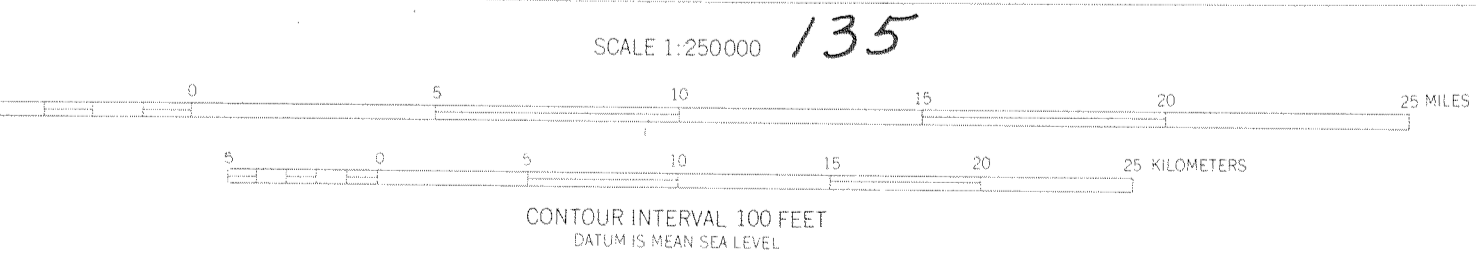 SCALE 1:250000 135
0 5 10 15 20 25 MILES
5 0 5 10 15 20 25 KILOMETERS
CONTOUR INTERVAL 100 FEET
DATUM IS MEAN SEA LEVEL